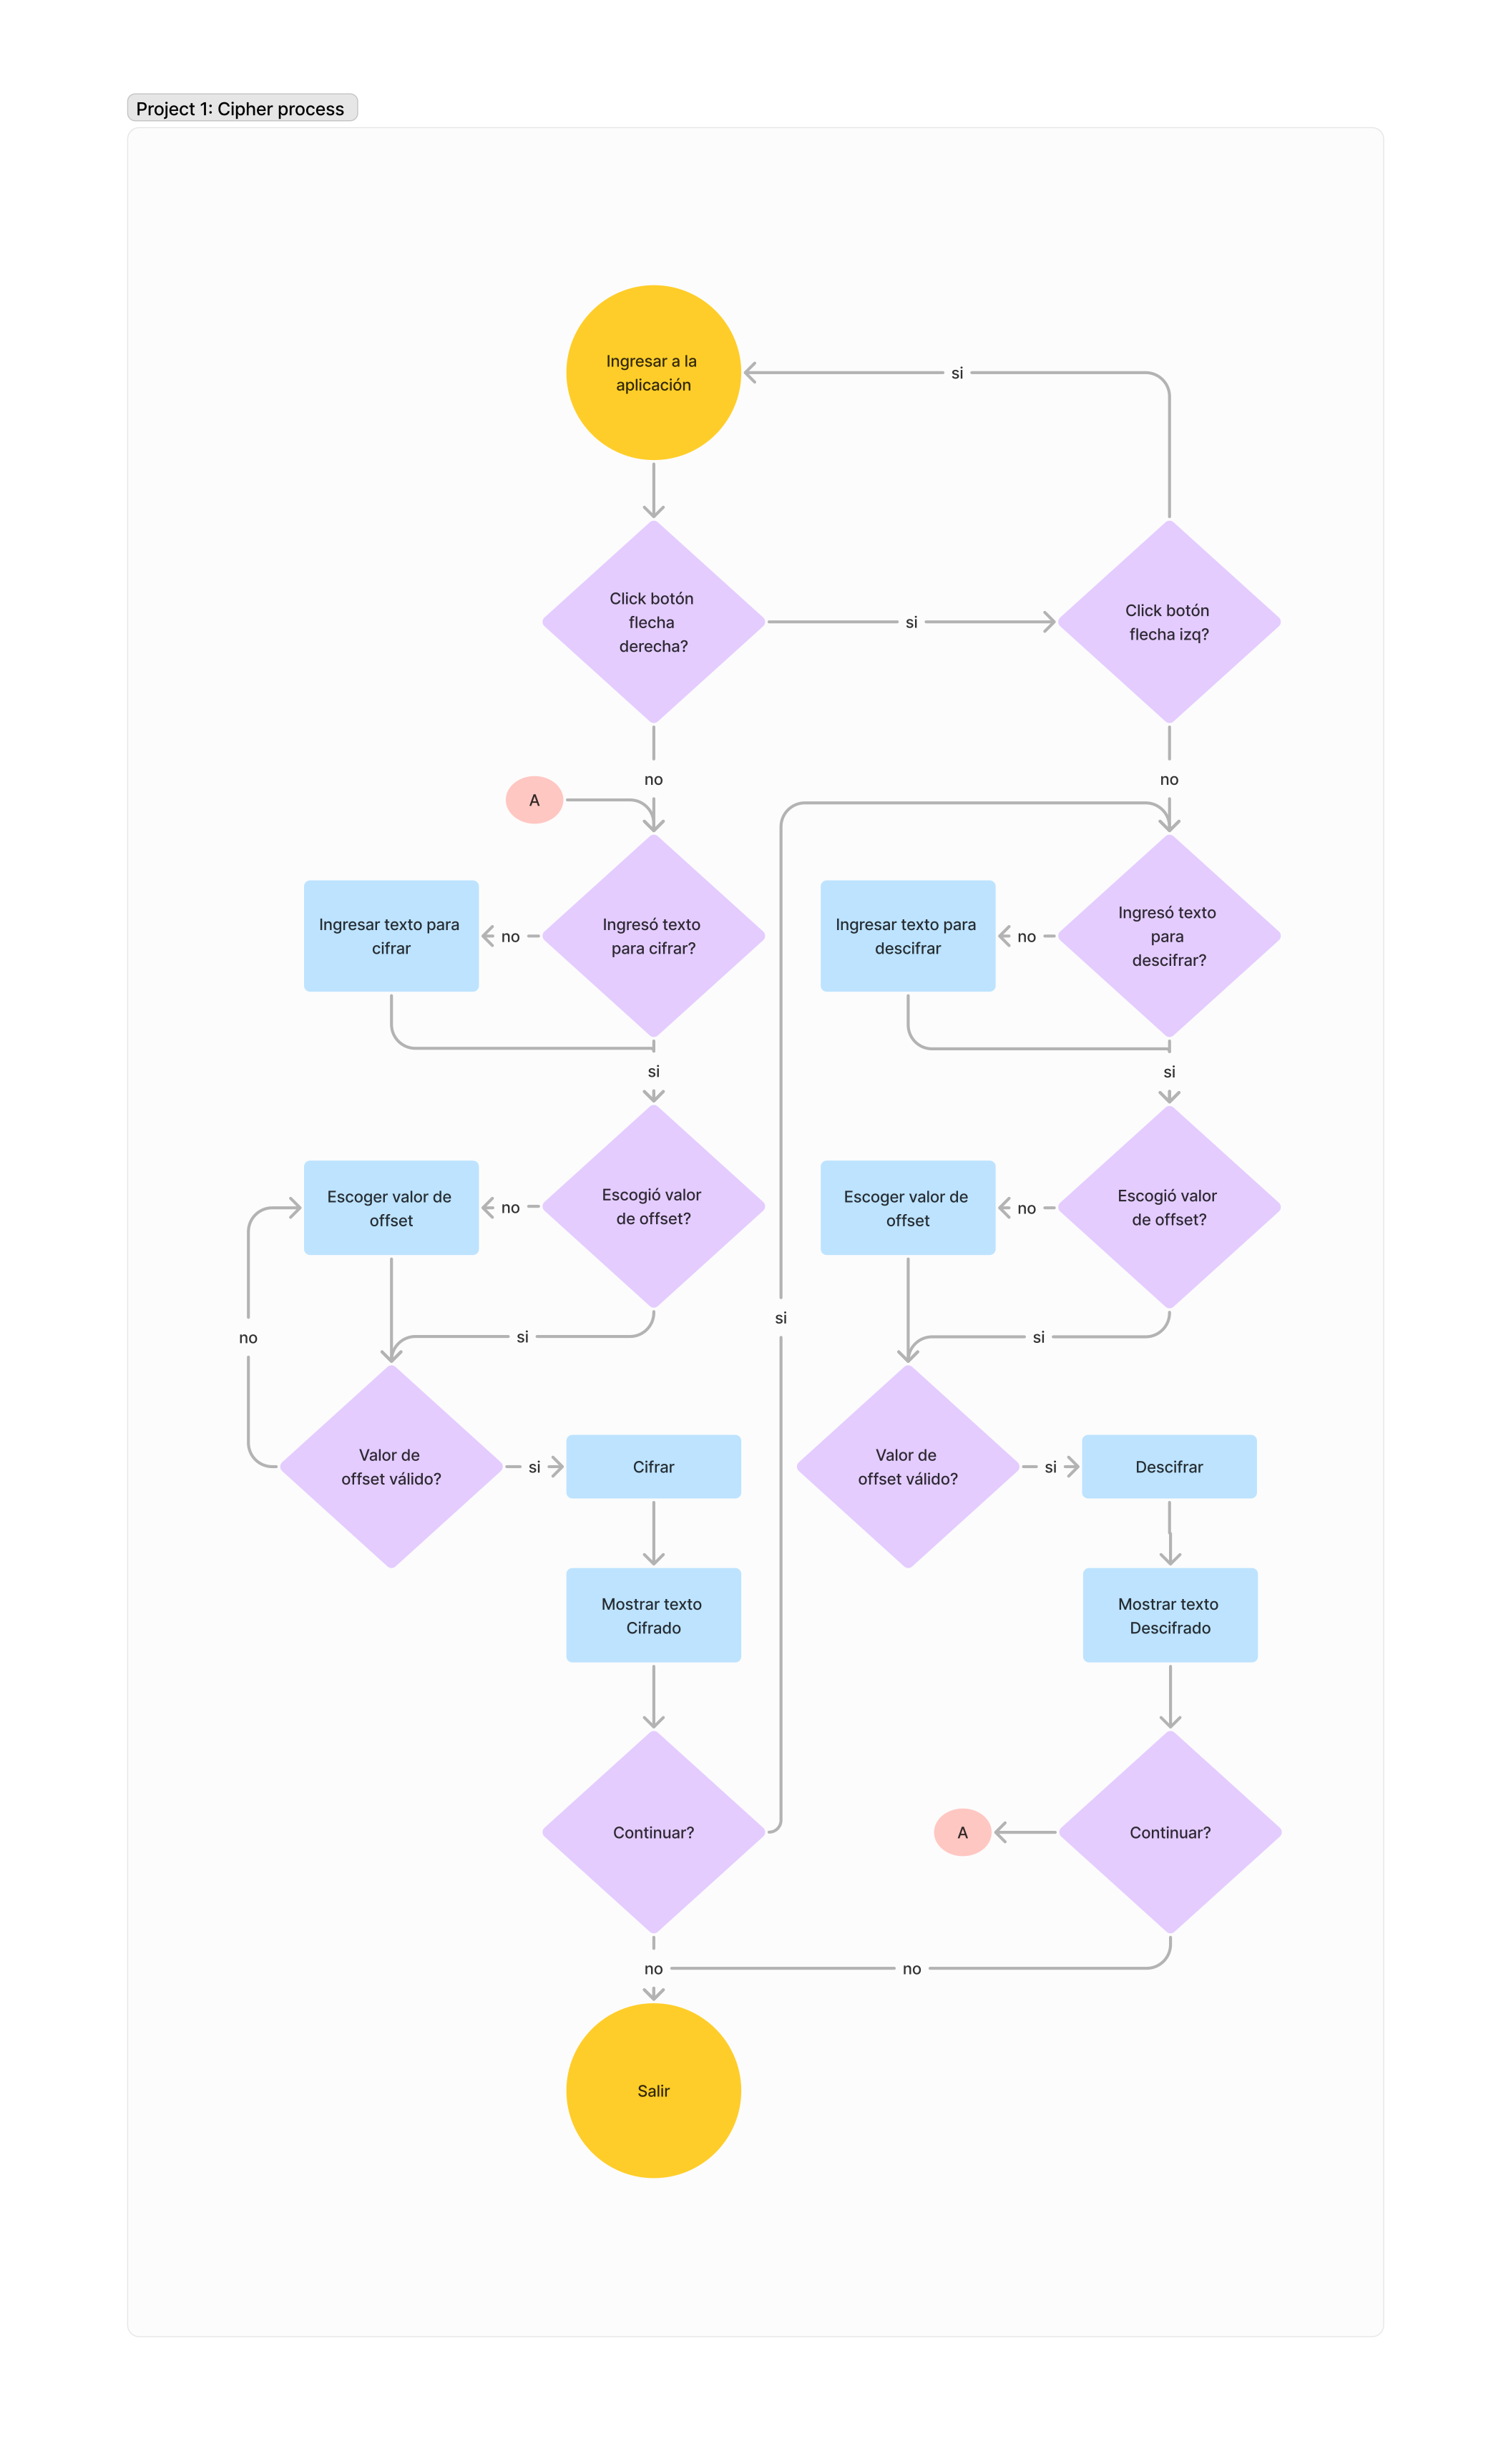 Project 1: Cipher process
Ingresar a la
aplicación
si
Click botón
flecha
derecha?
si
Click botón
flecha izq?
no
no
A
Ingresar texto para
cifrar
no
Ingresó texto
para cifrar?
Ingresar texto para
descifrar
no
Ingresó texto
para
descifrar?
si
si
Escoger valor de
offset
no
Escogió valor
de offset?
Escoger valor de
offset
no
Escogió valor
de offset?
si
no
si
si
Valor de
offset válido?
si
Cifrar
Valor de
offset válido?
si
Descifrar
Mostrar texto
Cifrado
Mostrar texto
Descifrado
Continuar?
A
Continuar?
no
no
Salir